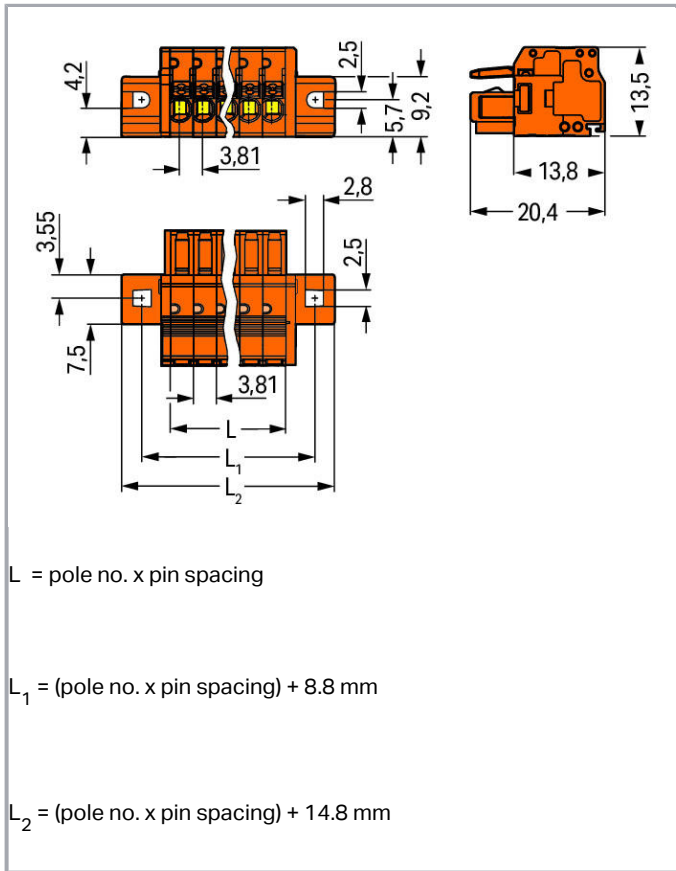 4,2
2,5
5,7
9,2
3,81
13,5
13,8
20,4
3,55
2,8
2,5
7,5
3,81
L
L1
L2
L = pole no. x pin spacing
L1 = (pole no. x pin spacing) + 8.8 mm
L2 = (pole no. x pin spacing) + 14.8 mm